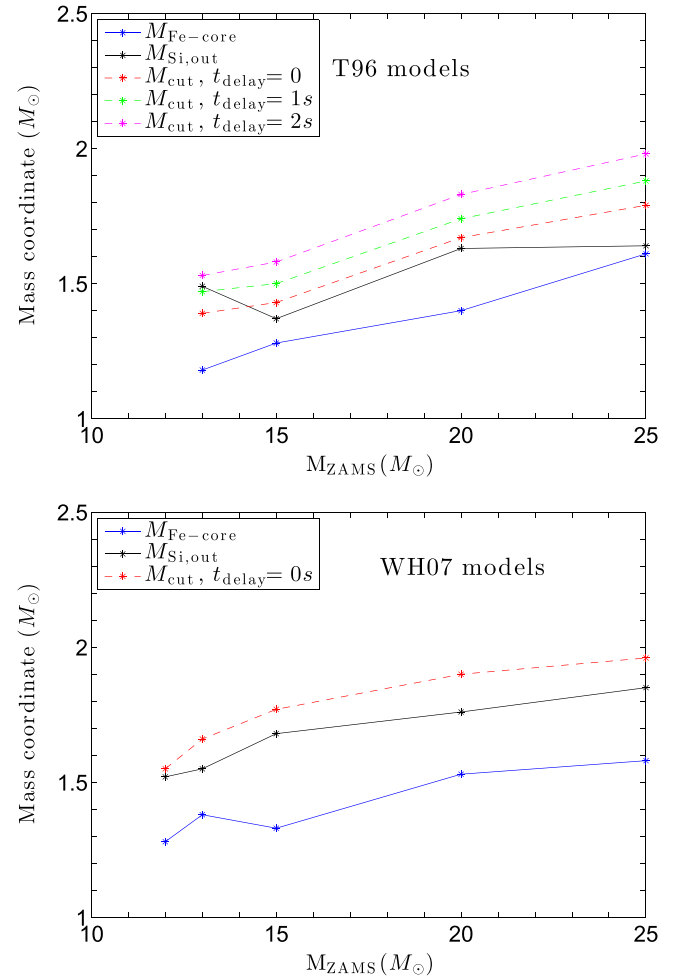 2.5
M_Fe−core
M_Si,out
M_cut , t_delay= 0
M_cut , t_delay= 1s
M_cut , t_delay= 2s
T96 models
2
1.5
1
Mass coordinate (M_⊙)
10 15 20 25
M_ZAMS(M_⊙)
2.5
M_Fe−core
M_Si,out
M_cut , t_delay= 0s
WH07 models
2
1.5
1
Mass coordinate (M_⊙)
10 15 20 25
M_ZAMS(M_⊙)